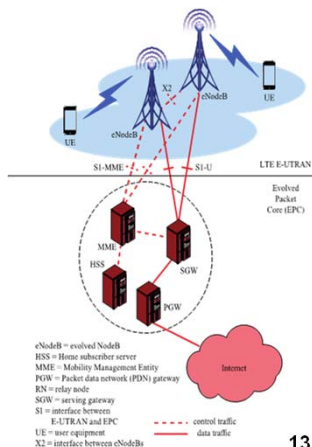 X2
eNodeB
UE
eNodeB
UE
S1-MME
S1-U
LTE E-UTRAN
Evolved
Packet
Core (EPC)
MME
SGW
HSS
PGW
Internet
eNodeB = evolved NodeB
HSS = Home subscriber server
MME = Mobility Management Entity
PGW = Packet data network (PDN) gateway
RN = relay node
SGW = serving gateway
S1 = interface between
E-UTRAN and EPC
UE = user equipment
X2 = interface between eNodeBs
control traffic
data traffic
13